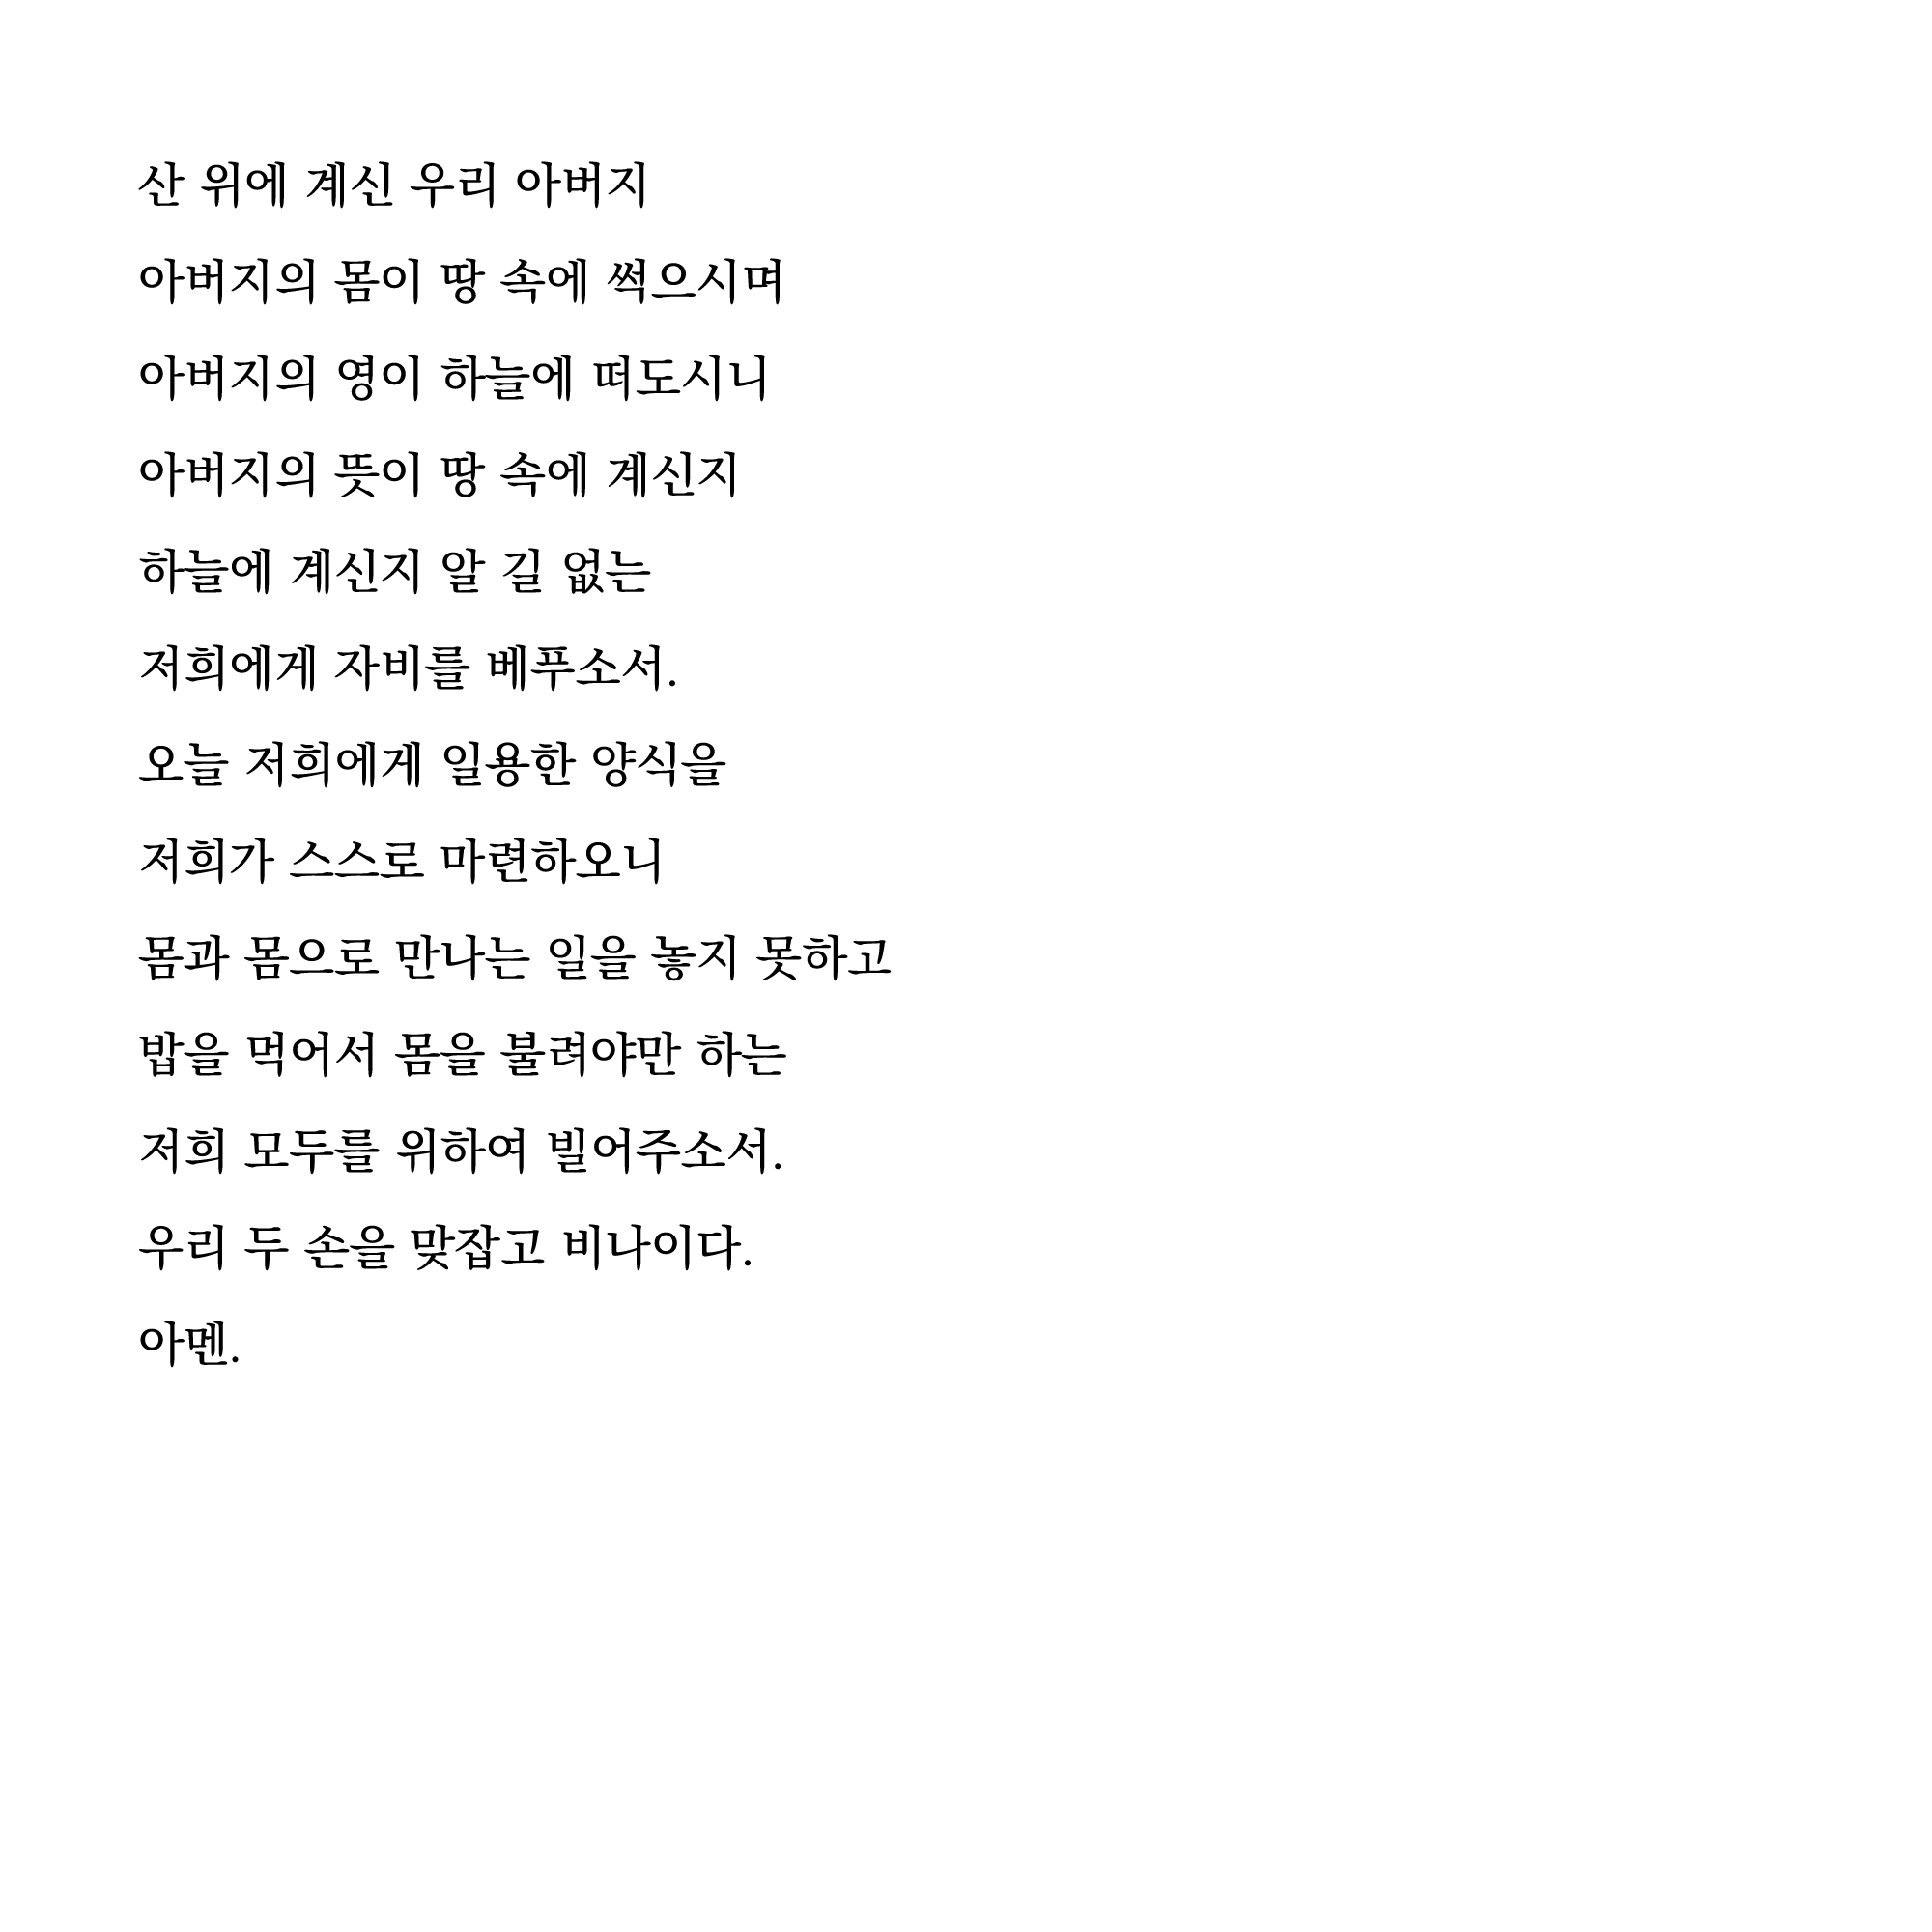 산 위에 계신 우리 아버지
아버지의 몸이 땅 속에 썩으시며
아버지의 영이 하늘에 떠도시니
아버지의 뜻이 땅 속에 계신지
하늘에 계신지 알 길 없는
저희에게 자비를 베푸소서.
오늘 저희에게 일용한 양식을
저희가 스스로 마련하오니
몸과 몸으로 만나는 일을 놓지 못하고
밥을 먹어서 몸을 불려야만 하는
저희 모두를 위하여 빌어주소서.
우리 두 손을 맞잡고 비나이다.
아멘.